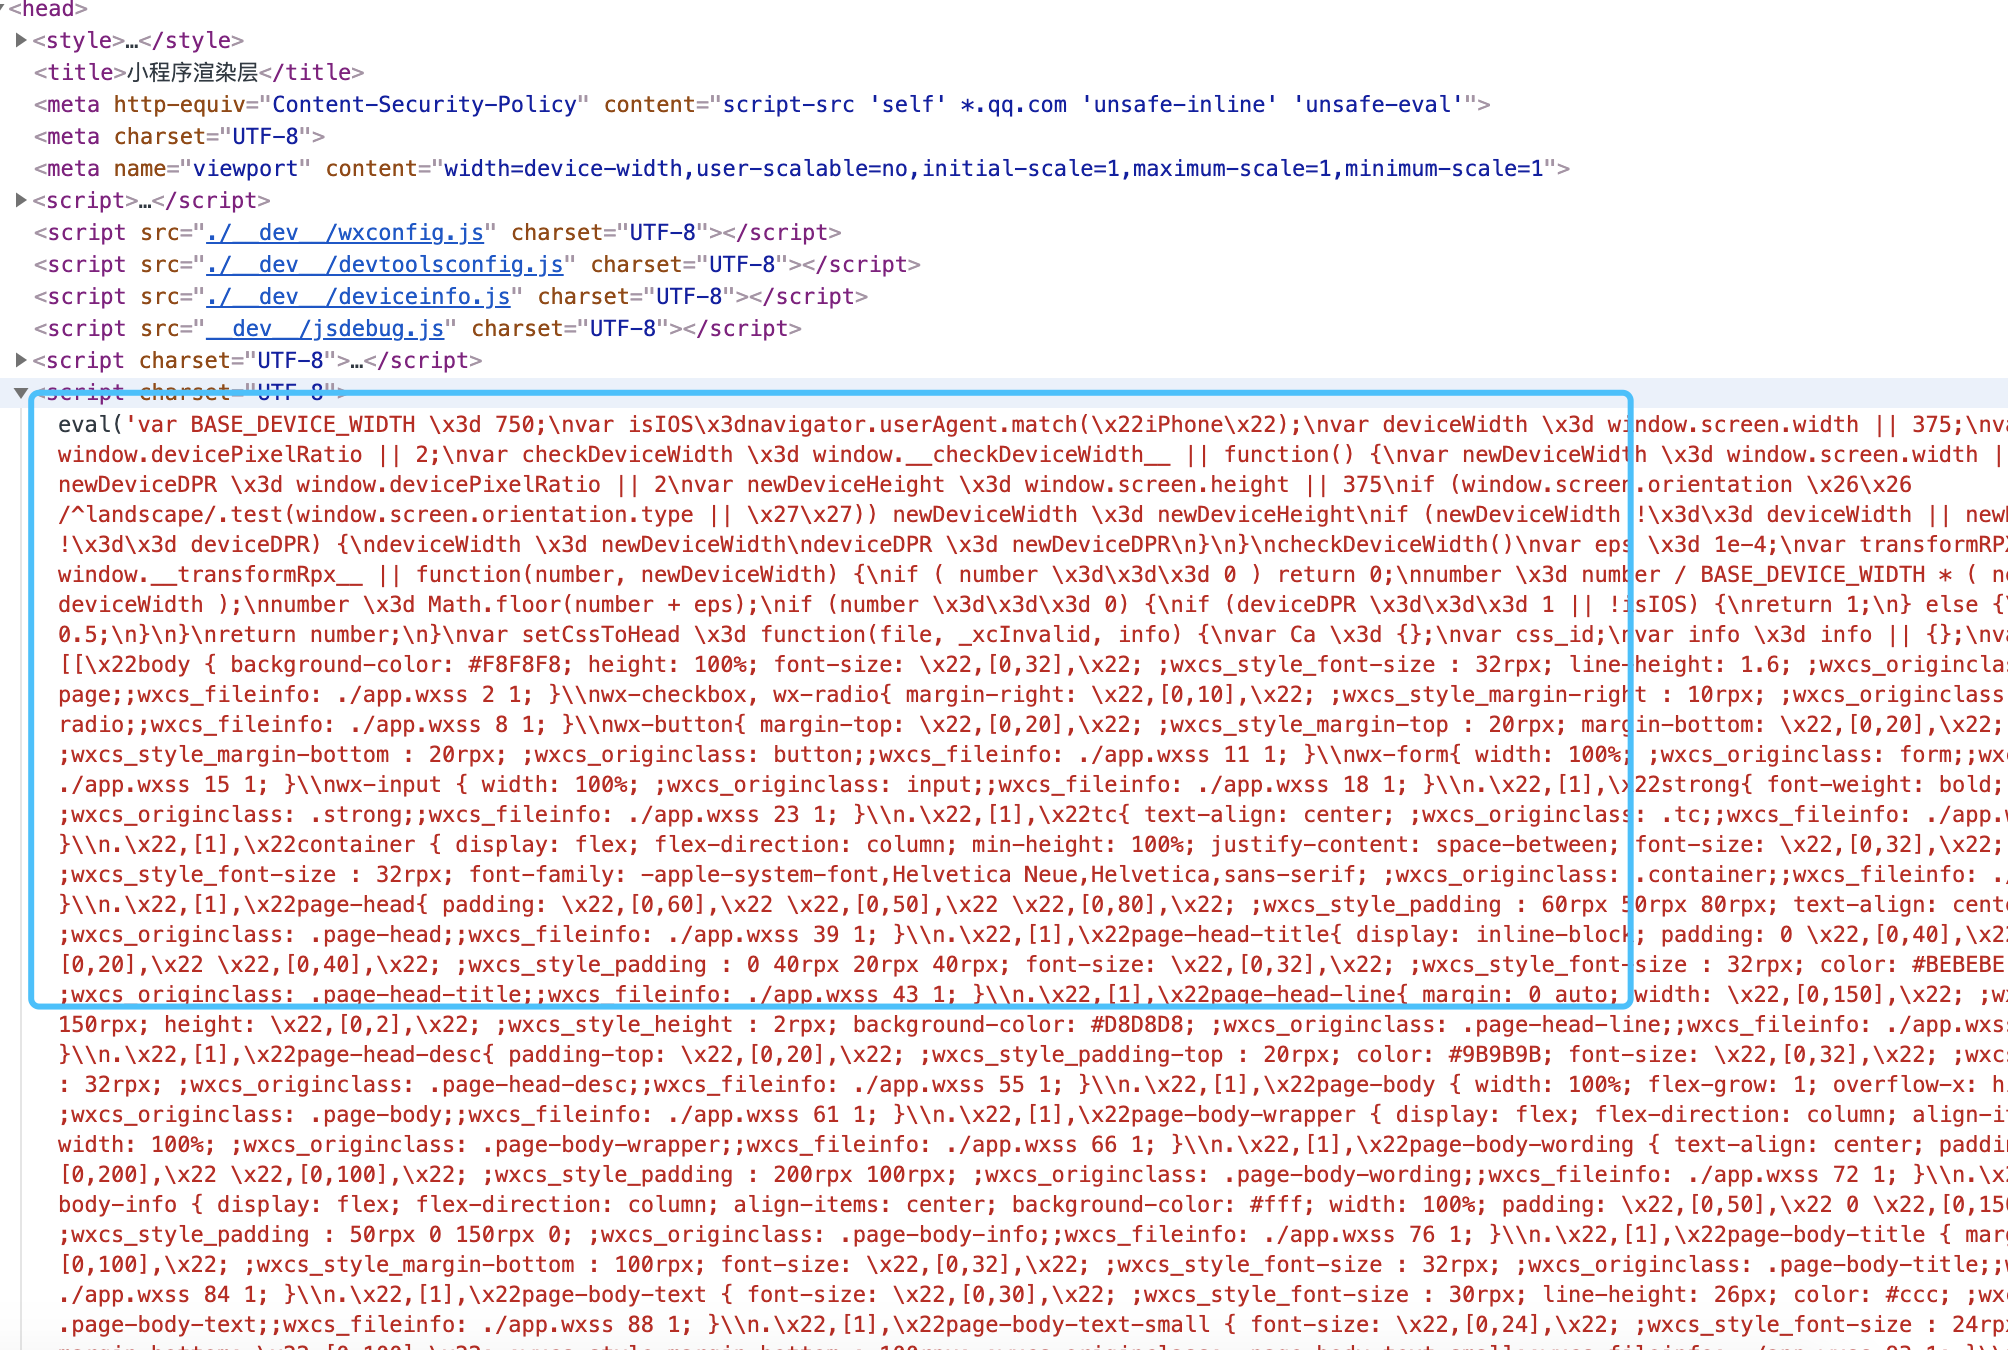 <head>
<style>…</style>
<title>小程序渲染层</title>
<meta http-equiv="Content-Security-Policy" content="script-src 'self' *.qq.com 'unsafe-inline' 'unsafe-eval'">
<meta charset="UTF-8">
<meta name="viewport" content="width=device-width,user-scalable=no,initial-scale=1,maximum-scale=1,minimum-scale=1">
<script>…</script>
<script src="./__dev__/wxconfig.js" charset="UTF-8"></script>
<script src="./__dev__/devtoolsconfig.js" charset="UTF-8"></script>
<script src="./__dev__/deviceinfo.js" charset="UTF-8"></script>
<script src="__dev__/jsdebug.js" charset="UTF-8"></script>
<script charset="UTF-8">…</script>
<script charset="UTF-8">
eval('var BASE_DEVICE_WIDTH \x3d 750;\nvar isIOS\x3dnavigator.userAgent.match(\x22iPhone\x22);\nvar deviceWidth \x3d window.screen.width || 375;\nva
window.devicePixelRatio || 2;\nvar checkDeviceWidth \x3d window.__checkDeviceWidth__ || function() {\nvar newDeviceWidth \x3d window.screen.width |
newDeviceDPR \x3d window.devicePixelRatio || 2\nvar newDeviceHeight \x3d window.screen.height || 375\nif (window.screen.orientation \x26\x26
/^landscape/.test(window.screen.orientation.type || \x27\x27)) newDeviceWidth \x3d newDeviceHeight\nif (newDeviceWidth !\x3d\x3d deviceWidth || new
!\x3d\x3d deviceDPR) {\ndeviceWidth \x3d newDeviceWidth\ndeviceDPR \x3d newDeviceDPR\n}\n}\ncheckDeviceWidth()\nvar eps \x3d 1e-4;\nvar transformRPX
window.__transformRpx__ || function(number, newDeviceWidth) {\nif ( number \x3d\x3d\x3d 0 ) return 0;\nnumber \x3d number / BASE_DEVICE_WIDTH * ( ne
deviceWidth );\nnumber \x3d Math.floor(number + eps);\nif (number \x3d\x3d\x3d 0) {\nif (deviceDPR \x3d\x3d\x3d 1 || !isIOS) {\nreturn 1;\n} else {\
0.5;\n}\n}\nreturn number;\n}\nvar setCssToHead \x3d function(file, _xcInvalid, info) {\nvar Ca \x3d {};\nvar css_id;\nvar info \x3d info || {};\nva
[[\x22body { background-color: #F8F8F8; height: 100%; font-size: \x22,[0,32],\x22; ;wxcs_style_font-size : 32rpx; line-height: 1.6; ;wxcs_origincla
page;;wxcs_fileinfo: ./app.wxss 2 1; }\\nwx-checkbox, wx-radio{ margin-right: \x22,[0,10],\x22; ;wxcs_style_margin-right : 10rpx; ;wxcs_originclass
radio;;wxcs_fileinfo: ./app.wxss 8 1; }\\nwx-button{ margin-top: \x22,[0,20],\x22; ;wxcs_style_margin-top : 20rpx; margin-bottom: \x22,[0,20],\x22;
;wxcs_style_margin-bottom : 20rpx; ;wxcs_originclass: button;;wxcs_fileinfo: ./app.wxss 11 1; }\\nwx-form{ width: 100%; ;wxcs_originclass: form;;wxc
./app.wxss 15 1; }\\nwx-input { width: 100%; ;wxcs_originclass: input;;wxcs_fileinfo: ./app.wxss 18 1; }\\n.\x22,[1],\x22strong{ font-weight: bold;
;wxcs_originclass: .strong;;wxcs_fileinfo: ./app.wxss 23 1; }\\n.\x22,[1],\x22tc{ text-align: center; ;wxcs_originclass: .tc;;wxcs_fileinfo: ./app.w
}\\n.\x22,[1],\x22container { display: flex; flex-direction: column; min-height: 100%; justify-content: space-between; font-size: \x22,[0,32],\x22;
;wxcs_style_font-size : 32rpx; font-family: -apple-system-font,Helvetica Neue,Helvetica,sans-serif; ;wxcs_originclass: .container;;wxcs_fileinfo: ./
}\\n.\x22,[1],\x22page-head{ padding: \x22,[0,60],\x22 \x22,[0,50],\x22 \x22,[0,80],\x22; ;wxcs_style_padding : 60rpx 50rpx 80rpx; text-align: cent
;wxcs_originclass: .page-head;;wxcs_fileinfo: ./app.wxss 39 1; }\\n.\x22,[1],\x22page-head-title{ display: inline-block; padding: 0 \x22,[0,40],\x22
[0,20],\x22 \x22,[0,40],\x22; ;wxcs_style_padding : 0 40rpx 20rpx 40rpx; font-size: \x22,[0,32],\x22; ;wxcs_style_font-size : 32rpx; color: #BEBEBE
;wxcs_originclass: .page-head-title;;wxcs_fileinfo: ./app.wxss 43 1; }\\n.\x22,[1],\x22page-head-line{ margin: 0 auto; width: \x22,[0,150],\x22; ;wx
150rpx; height: \x22,[0,2],\x22; ;wxcs_style_height : 2rpx; background-color: #D8D8D8; ;wxcs_originclass: .page-head-line;;wxcs_fileinfo: ./app.wxss
}\\n.\x22,[1],\x22page-head-desc{ padding-top: \x22,[0,20],\x22; ;wxcs_style_padding-top : 20rpx; color: #9B9B9B; font-size: \x22,[0,32],\x22; ;wxcs
: 32rpx; ;wxcs_originclass: .page-head-desc;;wxcs_fileinfo: ./app.wxss 55 1; }\\n.\x22,[1],\x22page-body { width: 100%; flex-grow: 1; overflow-x: hi
;wxcs_originclass: .page-body;;wxcs_fileinfo: ./app.wxss 61 1; }\\n.\x22,[1],\x22page-body-wrapper { display: flex; flex-direction: column; align-it
width: 100%; ;wxcs_originclass: .page-body-wrapper;;wxcs_fileinfo: ./app.wxss 66 1; }\\n.\x22,[1],\x22page-body-wording { text-align: center; paddin
[0,200],\x22 \x22,[0,100],\x22; ;wxcs_style_padding : 200rpx 100rpx; ;wxcs_originclass: .page-body-wording;;wxcs_fileinfo: ./app.wxss 72 1; }\\n.\x2
body-info { display: flex; flex-direction: column; align-items: center; background-color: #fff; width: 100%; padding: \x22,[0,50],\x22 0 \x22,[0,150
;wxcs_style_padding : 50rpx 0 150rpx 0; ;wxcs_originclass: .page-body-info;;wxcs_fileinfo: ./app.wxss 76 1; }\\n.\x22,[1],\x22page-body-title { marg
[0,100],\x22; ;wxcs_style_margin-bottom : 100rpx; font-size: \x22,[0,32],\x22; ;wxcs_style_font-size : 32rpx; ;wxcs_originclass: .page-body-title;;w
./app.wxss 84 1; }\\n.\x22,[1],\x22page-body-text { font-size: \x22,[0,30],\x22; ;wxcs_style_font-size : 30rpx; line-height: 26px; color: #ccc; ;wxc
.page-body-text;;wxcs_fileinfo: ./app.wxss 88 1; }\\n.\x22,[1],\x22page-body-text-small { font-size: \x22,[0,24],\x22; ;wxcs_style_font-size : 24rpx